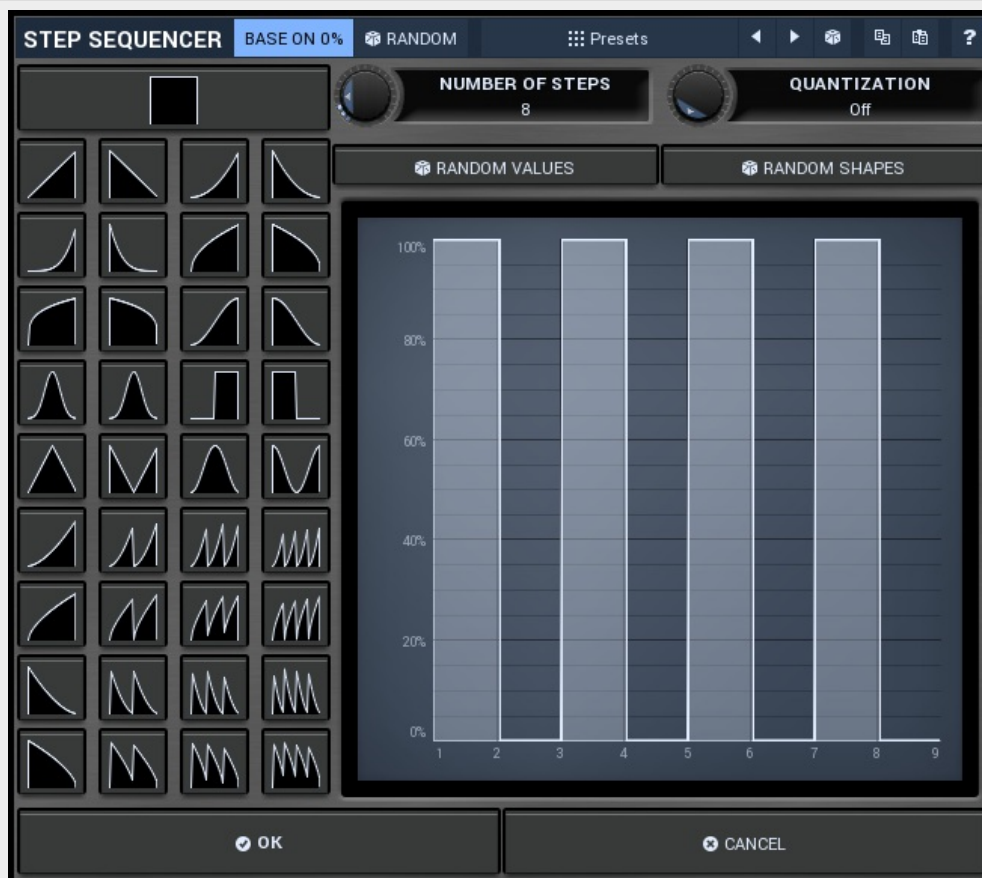 STEP SEQUENCER BASE ON 0% RANDOM Presets ?
NUMBER OF STEPS
8
QUANTIZATION
Off
RANDOM VALUES
RANDOM SHAPES
100%
80%
60%
40%
20%
0%
1 2 3 4 5 6 7 8 9
OK
CANCEL